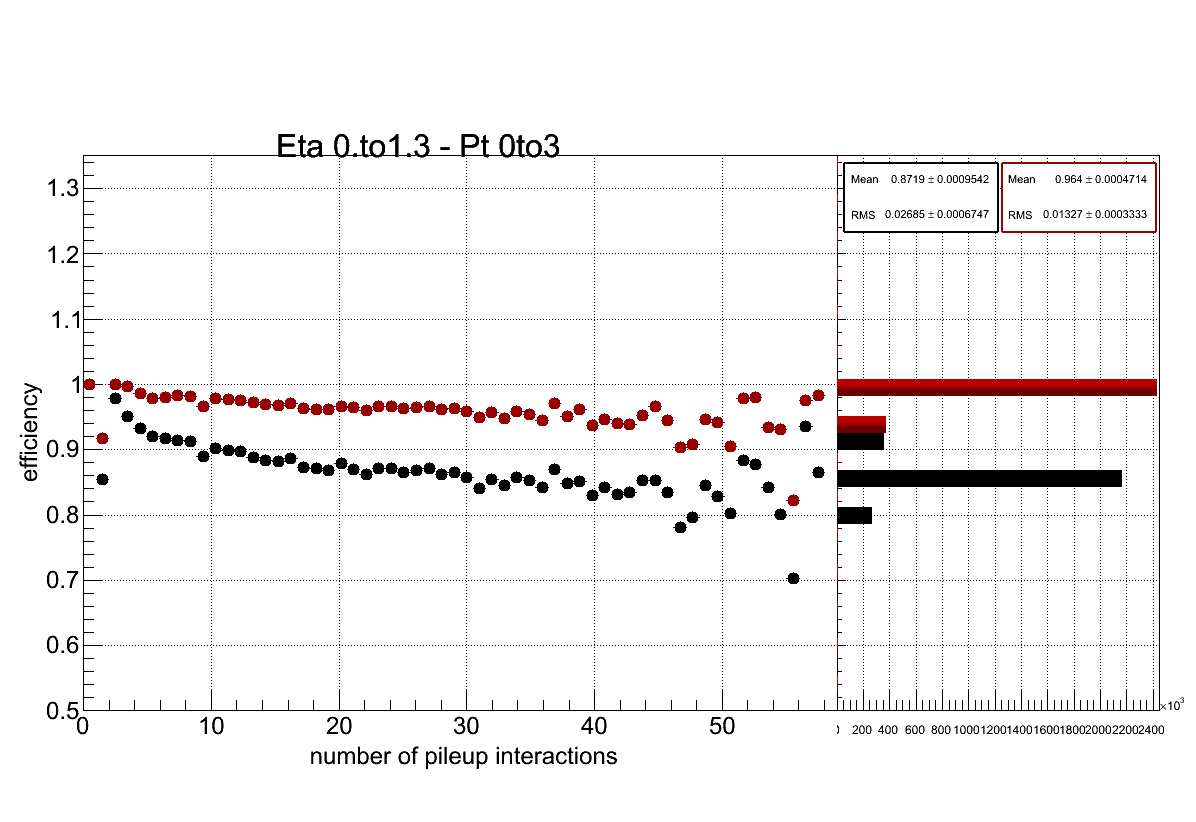 Eta 0.to1.3 - Pt 0to3
efficiency
1.3
1.2
1.1
1
0.9
0.8
0.7
0.6
0.5
0 10 20 30 40 50
number of pileup interactions
Mean 0.8719 ± 0.0009542
RMS 0.02685 ± 0.0006747
Mean 0.964 ± 0.0004714
RMS 0.01327 ± 0.0003333
×10³
200 400 600 800 1000 1200 1400 1600 1800 2000 2200 2400